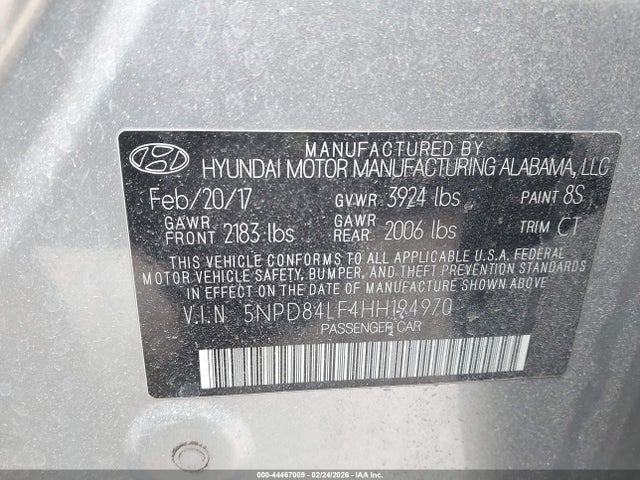 MANUFACTURED BY
HYUNDAI MOTOR MANUFACTURING ALABAMA, LLC
Feb/20/17 GVWR 3924 lbs PAINT 8S
GAWR FRONT 2183 lbs GAWR REAR 2006 lbs TRIM CT
THIS VEHICLE CONFORMS TO ALL APPLICABLE U.S.A. FEDERAL
MOTOR VEHICLE SAFETY, BUMPER, AND THEFT PREVENTION
STANDARDS IN EFFECT ON THE DATE OF MANUFACTURE SHOWN ABOVE.
V.I.N
PASSENGER CAR
000-44467009 - 02/24/2026 - IAA Inc.